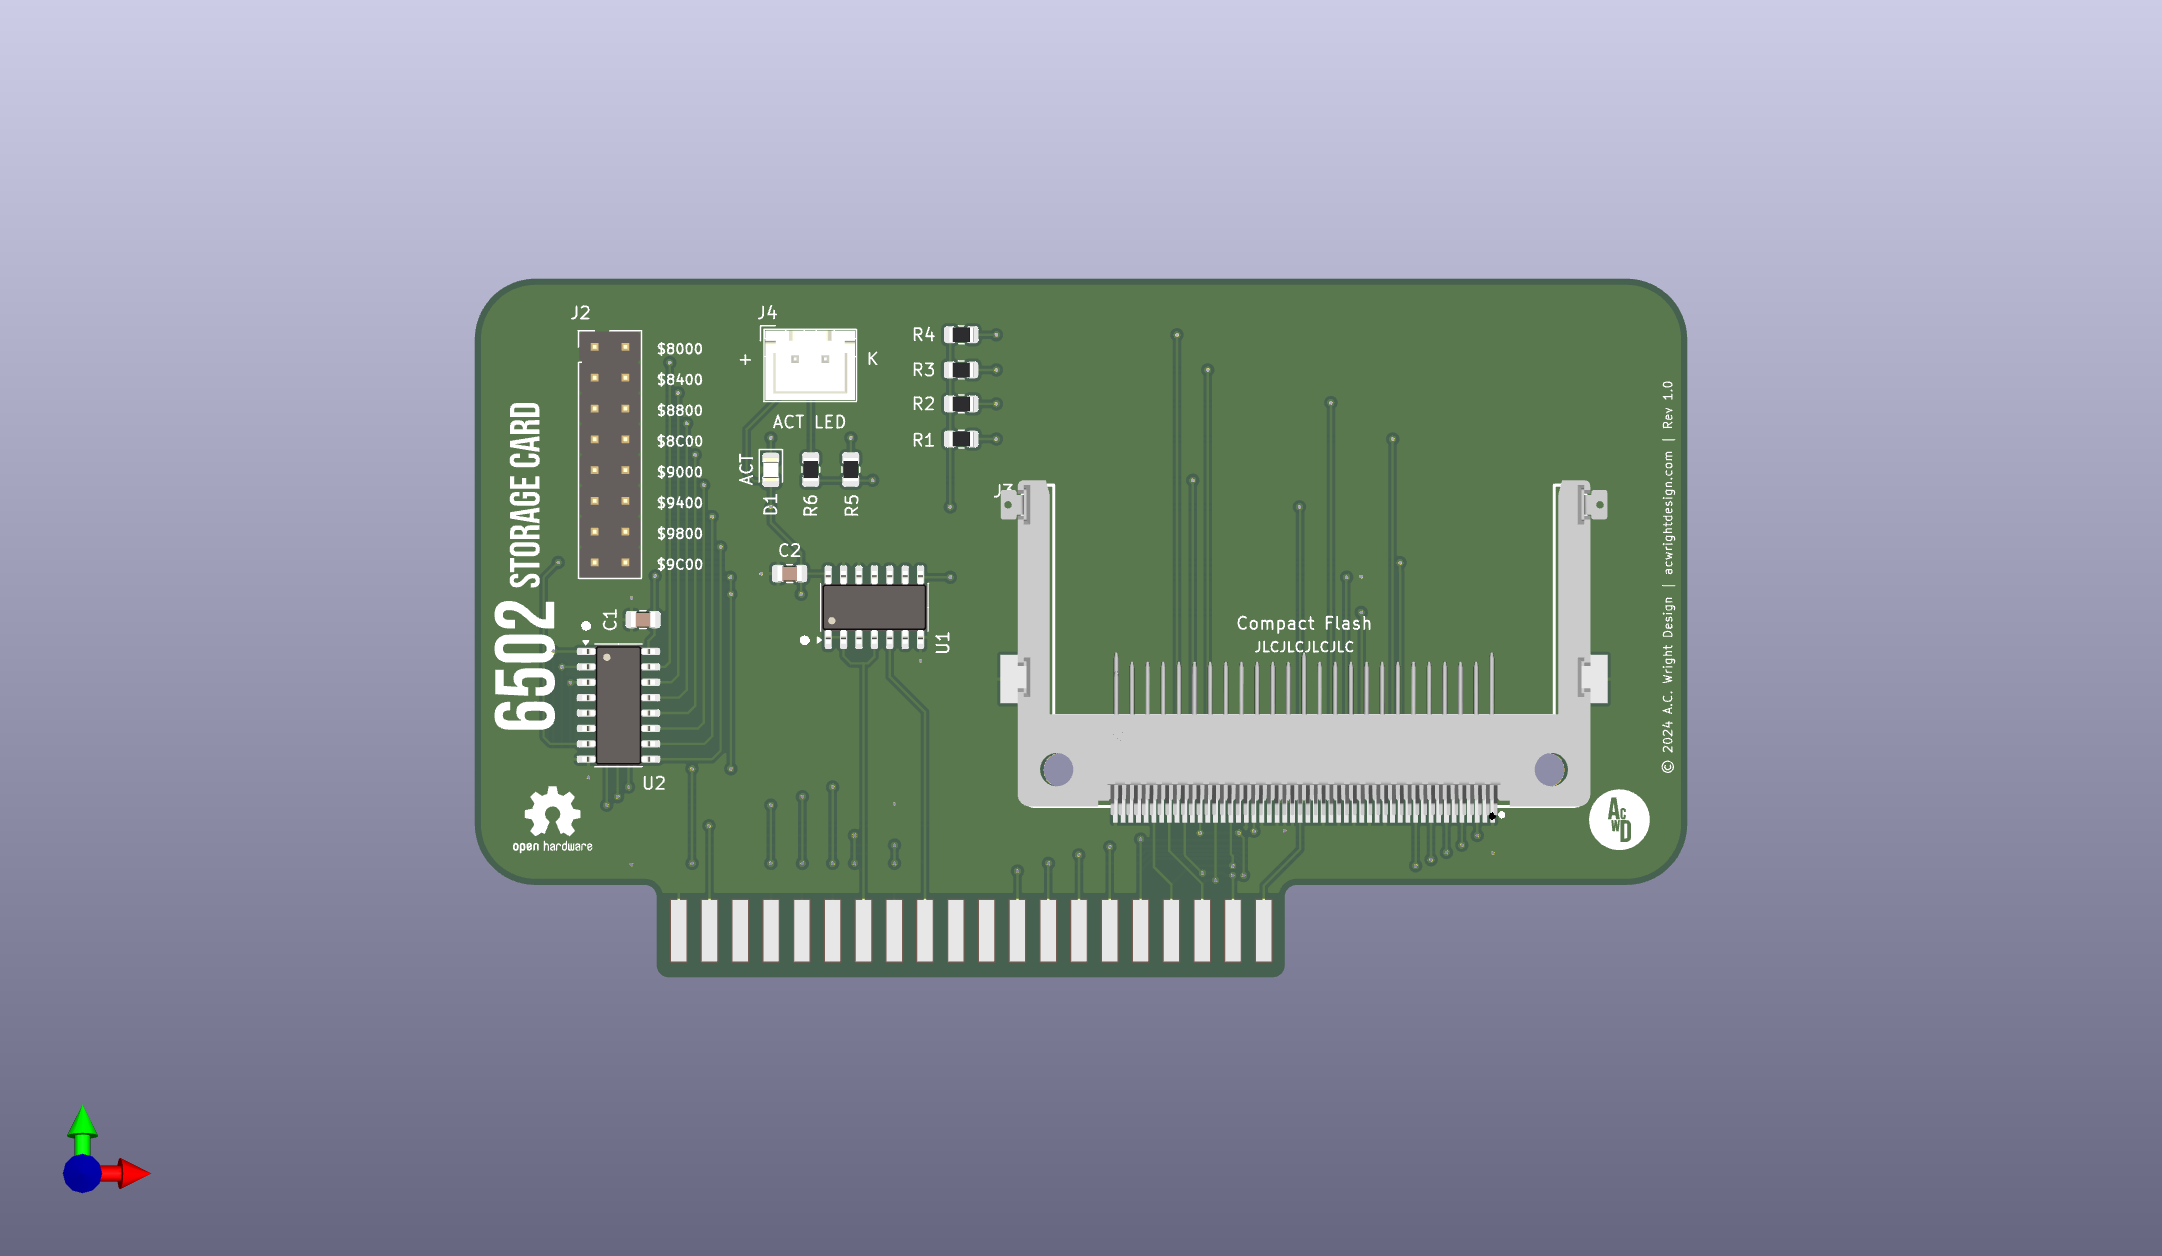 J2
$8000
$8400
$8800
$8C00
$9000
$9400
$9800
$9C00
6502 STORAGE CARD
J4
+
K
ACT LED
ACT
D1
R6
R5
R4
R3
R2
R1
C2
C1
U1
U2
J3
Compact Flash
JLCJLCJLCJLC
© 2024 A.C. Wright Design | acwrightdesign.com | Rev 1.0
open hardware
ACWD